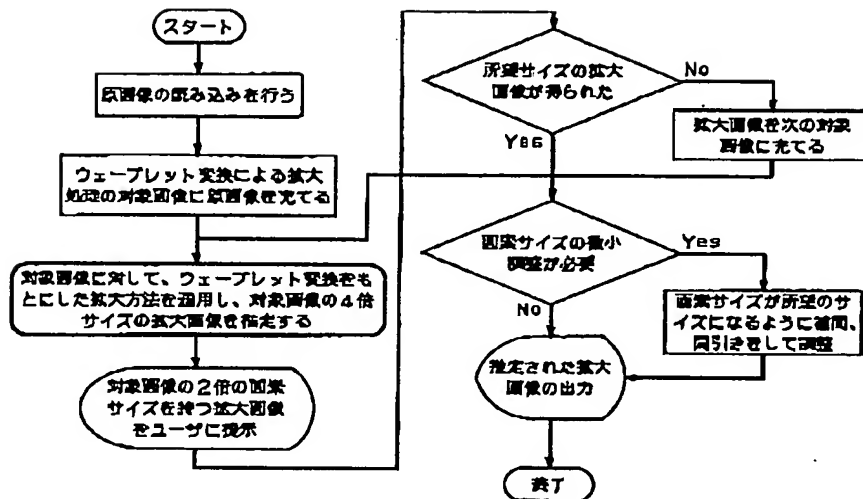 スタート
原画像の読み込みを行う
ウェーブレット変換による拡大
処理の対象画像に原画像を充てる
対象画像に対して、ウェーブレット変換をも
とにした拡大方法を適用し、対象画像の4倍
サイズの拡大画像を推定する
対象画像の2倍の画素
サイズを持つ拡大画像
をユーザに提示
所望サイズの拡大
画像が得られた
No
Yes
拡大画像を次の対象
画像に充てる
画素サイズの微小
調整が必要
Yes
No
画素サイズが所望のサ
イズになるように補間、
間引きをして調整
推定された拡大
画像の出力
終了